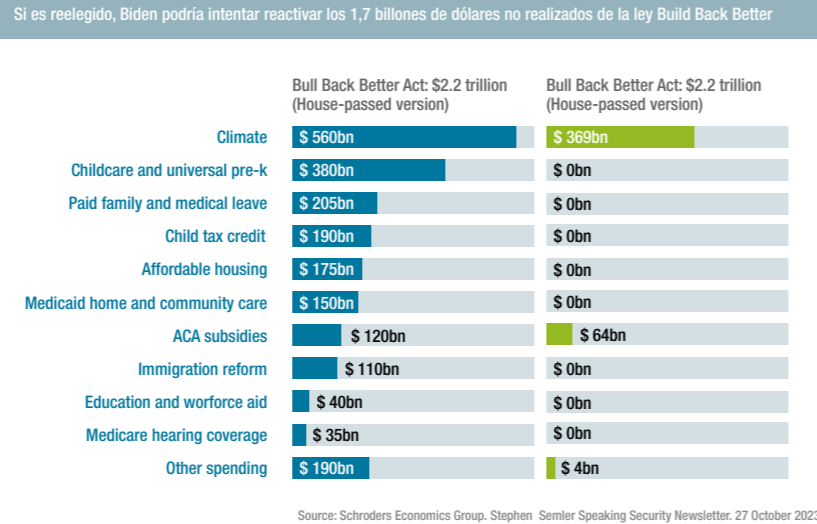 Si es reelegido, Biden podría intentar reactivar los 1,7 billones de dólares no realizados de la ley Build Back Better
Bull Back Better Act: $2.2 trillion
(House-passed version)
Bull Back Better Act: $2.2 trillion
(House-passed version)
Climate $ 560bn $ 369bn
Childcare and universal pre-k $ 380bn $ 0bn
Paid family and medical leave $ 205bn $ 0bn
Child tax credit $ 190bn $ 0bn
Affordable housing $ 175bn $ 0bn
Medicaid home and community care $ 150bn $ 0bn
ACA subsidies $ 120bn $ 64bn
Immigration reform $ 110bn $ 0bn
Education and worforce aid $ 40bn $ 0bn
Medicare hearing coverage $ 35bn $ 0bn
Other spending $ 190bn $ 4bn
Source: Schroders Economics Group. Stephen Semler Speaking Security Newsletter. 27 October 2023